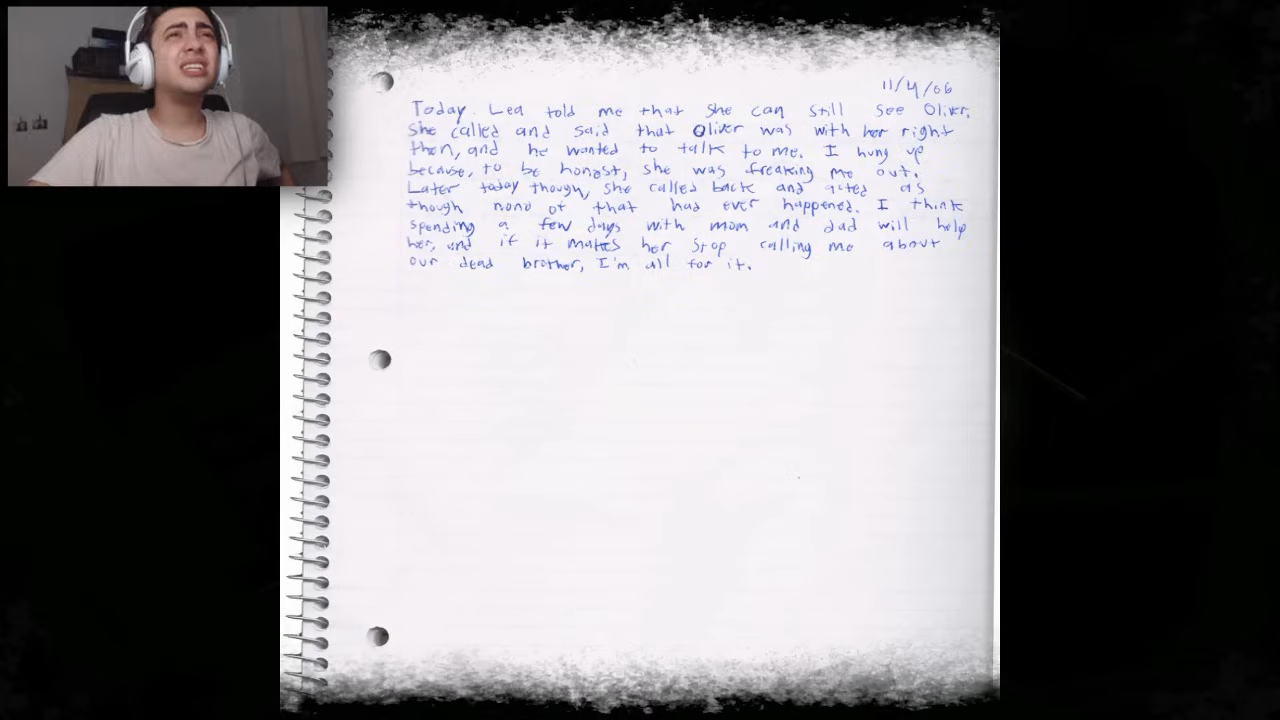 11/4/06
Today Lea told me that she can still see Oliver.
She called and said that Oliver was with her right
then, and he wanted to talk to me. I hung up
because, to be honest, she was freaking me out.
Later today though, she called back and acted as
though none of that had ever happened. I think
spending a few days with mom and dad will help
her, and if it makes her stop calling me about
our dead brother, I'm all for it.